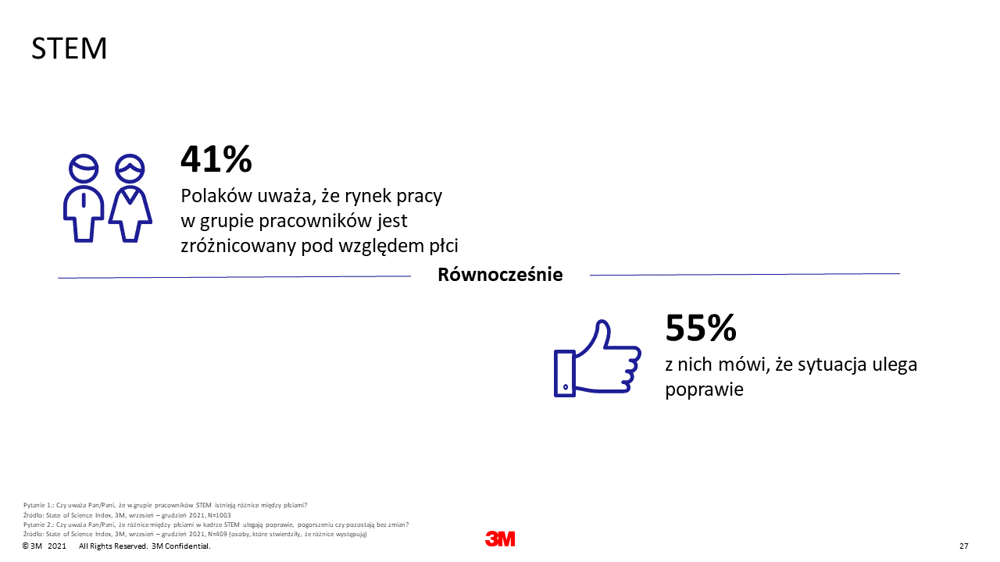 STEM
41%
Polaków uważa, że rynek pracy
w grupie pracowników jest
zróżnicowany pod względem płci
Równocześnie
55%
z nich mówi, że sytuacja ulega
poprawie
Pytanie 1.: Czy uważa Pan/Pani, że w grupie pracowników STEM istnieją różnice między płciami?
Źródło: State of Science Index, 3M, wrzesień – grudzień 2021, N=1003
Pytanie 2.: Czy uważa Pan/Pani, że różnice między płciami w kadrze STEM ulegają poprawie, pogorszeniu czy pozostają bez zmian?
Źródło: State of Science Index, 3M, wrzesień – grudzień 2021, N=409 (osoby, które stwierdziły, że różnice występują)
© 3M 2021 All Rights Reserved. 3M Confidential.
3M
27